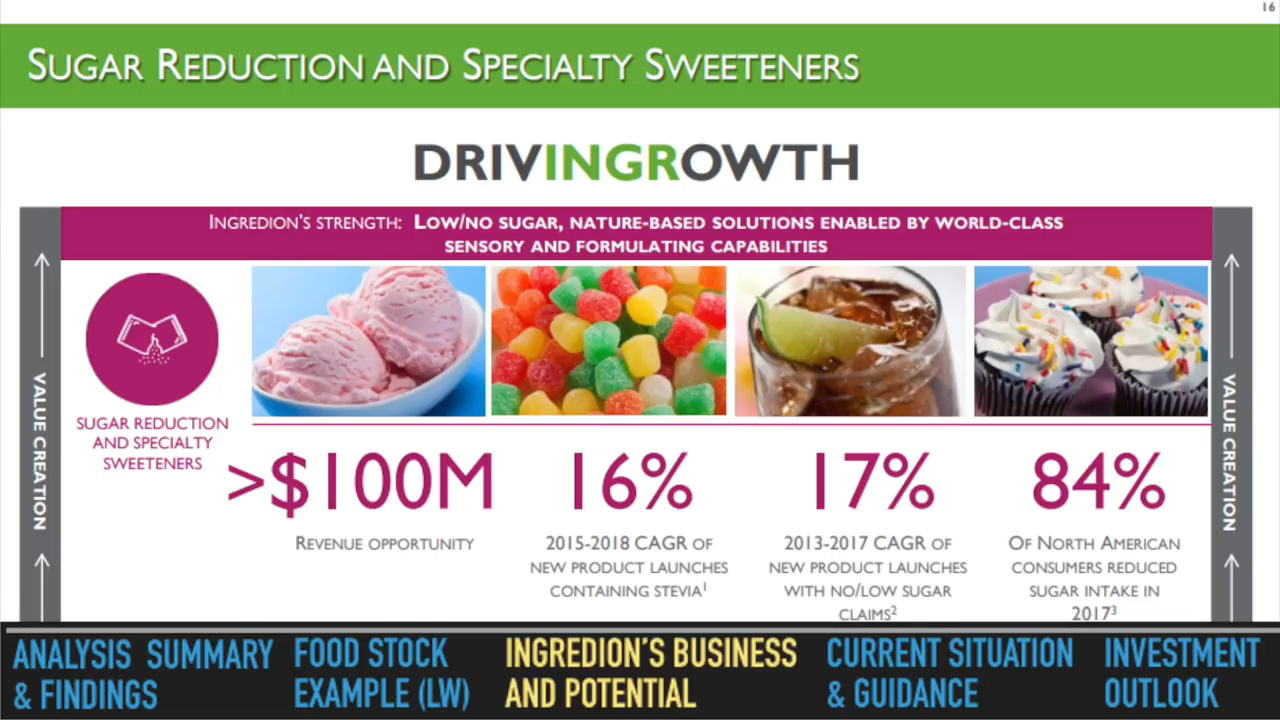 16
SUGAR REDUCTION AND SPECIALTY SWEETENERS
DRIVINGROWTH
INGREDION'S STRENGTH: LOW/NO SUGAR, NATURE-BASED SOLUTIONS ENABLED BY WORLD-CLASS
SENSORY AND FORMULATING CAPABILITIES
VALUE CREATION
SUGAR REDUCTION
AND SPECIALTY
SWEETENERS
>$100M
REVENUE OPPORTUNITY
16%
2015-2018 CAGR OF
NEW PRODUCT LAUNCHES
CONTAINING STEVIA¹
17%
2013-2017 CAGR OF
NEW PRODUCT LAUNCHES
WITH NO/LOW SUGAR
CLAIMS²
84%
OF NORTH AMERICAN
CONSUMERS REDUCED
SUGAR INTAKE IN
2017³
VALUE CREATION
ANALYSIS SUMMARY
& FINDINGS
FOOD STOCK
EXAMPLE (LW)
INGREDION'S BUSINESS
AND POTENTIAL
CURRENT SITUATION
& GUIDANCE
INVESTMENT
OUTLOOK